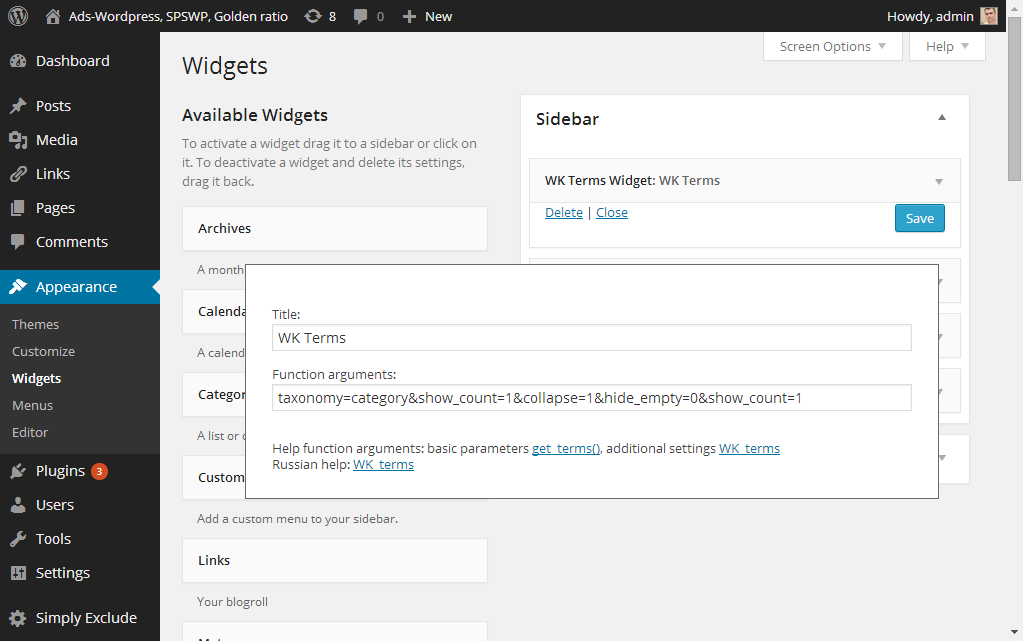 Ads-Wordpress, SPSWP, Golden ratio 8 0 New Howdy, admin
Screen Options Help
Dashboard
Posts
Media
Links
Pages
Comments
Appearance
Themes
Customize
Widgets
Menus
Editor
Plugins 3
Users
Tools
Settings
Simply Exclude
Widgets
Available Widgets
To activate a widget drag it to a sidebar or click on
it. To deactivate a widget and delete its settings,
drag it back.
Archives
A month
Calenda
A calend
Categor
A list or
Custom
Add a custom menu to your sidebar.
Links
Your blogroll
Sidebar
WK Terms Widget: WK Terms
Delete | Close
Save
Title:
WK Terms
Function arguments:
taxonomy=category&show_count=1&collapse=1&hide_empty=0&show_count=1
Help function arguments: basic parameters get_terms(), additional settings WK_terms
Russian help: WK_terms